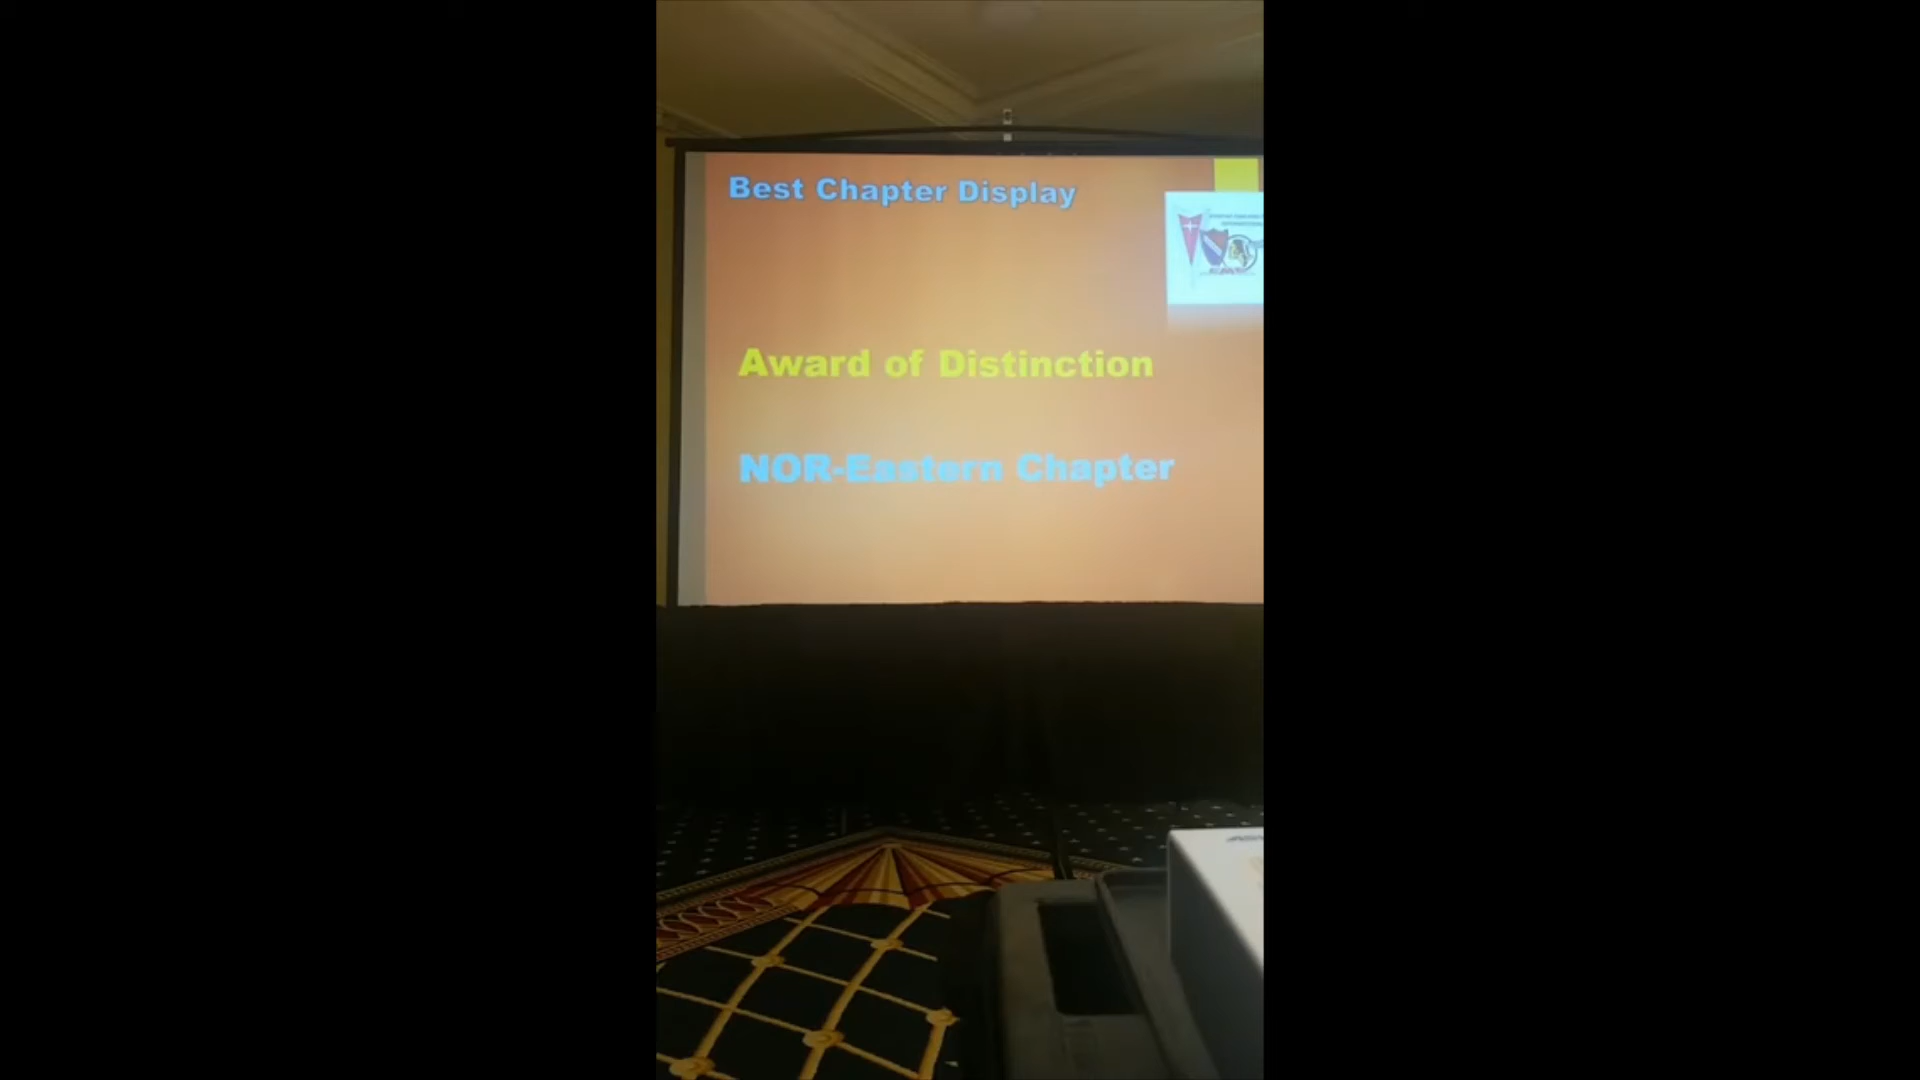 Best Chapter Display
Award of Distinction
NOR-Eastern Chapter